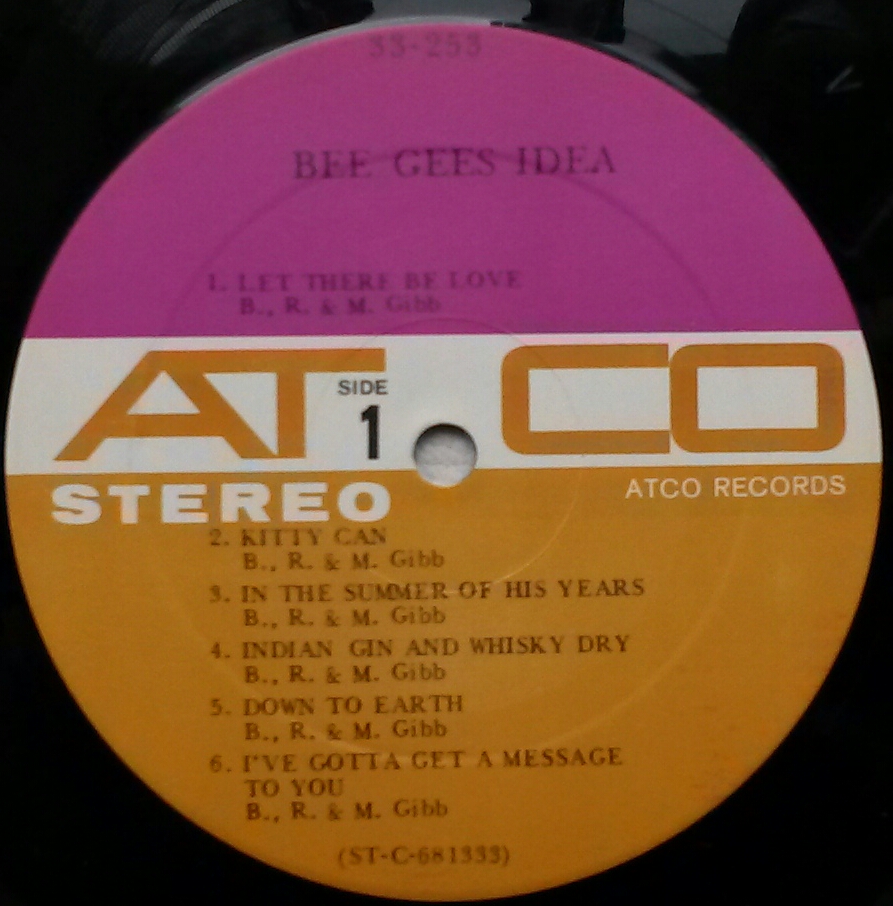 33-253
BEE GEES IDEA
1. LET THERE BE LOVE
B., R. & M. Gibb
ATCO
SIDE
1
STEREO
ATCO RECORDS
2. KITTY CAN
B., R. & M. Gibb
3. IN THE SUMMER OF HIS YEARS
B., R. & M. Gibb
4. INDIAN GIN AND WHISKY DRY
B., R. & M. Gibb
5. DOWN TO EARTH
B., R. & M. Gibb
6. I'VE GOTTA GET A MESSAGE
TO YOU
B., R. & M. Gibb
(ST-C-681333)